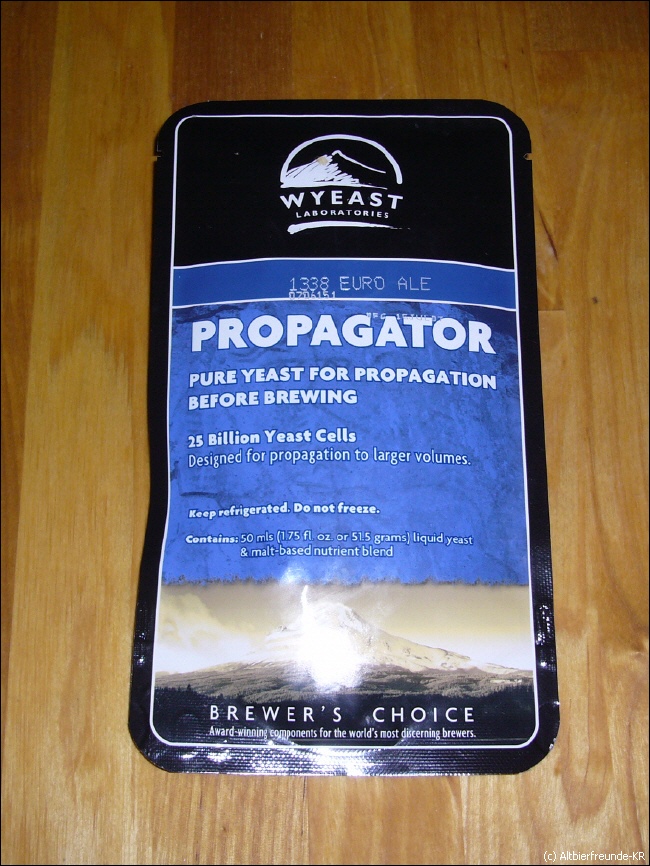 WYEAST
LABORATORIES
1338 EURO ALE
0706151
PROPAGATOR
PURE YEAST FOR PROPAGATION
BEFORE BREWING
25 Billion Yeast Cells
Designed for propagation to larger volumes.
Keep refrigerated. Do not freeze.
Contains: 50 mls (1.75 fl. oz. or 51.5 grams) liquid yeast
& malt-based nutrient blend
BREWER'S CHOICE
Award-winning components for the world's most discerning brewers.
(c) Altbierfreunde-KR